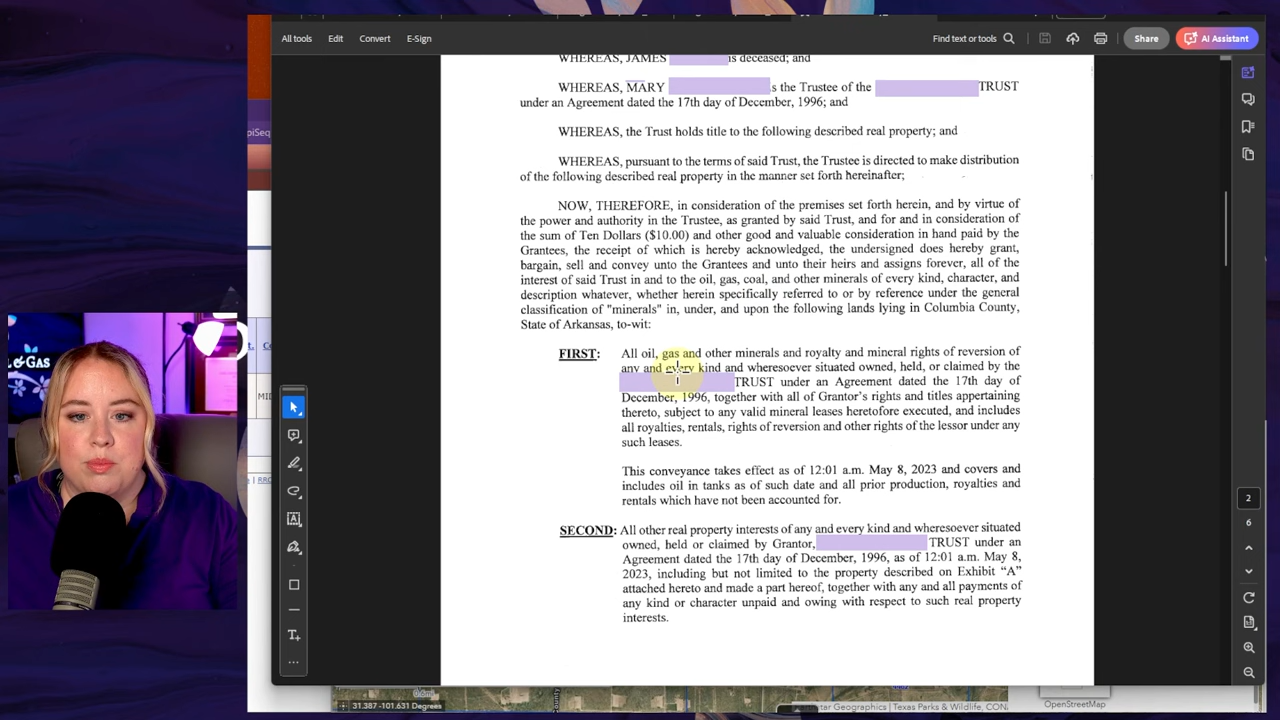 All tools Edit Convert E-Sign Find text or tools Share AI Assistant
WHEREAS, JAMES is deceased; and
WHEREAS, MARY is the Trustee of the TRUST
under an Agreement dated the 17th day of December, 1996; and
WHEREAS, the Trust holds title to the following described real property; and
WHEREAS, pursuant to the terms of said Trust, the Trustee is directed to make distribution
of the following described real property in the manner set forth hereinafter;
NOW, THEREFORE, in consideration of the premises set forth herein, and by virtue of
the power and authority in the Trustee, as granted by said Trust, and for and in consideration of
the sum of Ten Dollars ($10.00) and other good and valuable consideration in hand paid by the
Grantees, the receipt of which is hereby acknowledged, the undersigned does hereby grant,
bargain, sell and convey unto the Grantees and unto their heirs and assigns forever, all of the
interest of said Trust in and to the oil, gas, coal, and other minerals of every kind, character, and
description whatever, whether herein specifically referred to or by reference under the general
classification of "minerals" in, under, and upon the following lands lying in Columbia County,
State of Arkansas, to-wit:
FIRST: All oil, gas and other minerals and royalty and mineral rights of reversion of
any and every kind and wheresoever situated owned, held, or claimed by the
TRUST under an Agreement dated the 17th day of
December, 1996, together with all of Grantor's rights and titles appertaining
thereto, subject to any valid mineral leases heretofore executed, and includes
all royalties, rentals, rights of reversion and other rights of the lessor under any
such leases.
This conveyance takes effect as of 12:01 a.m. May 8, 2023 and covers and
includes oil in tanks as of such date and all prior production, royalties and
rentals which have not been accounted for.
SECOND: All other real property interests of any and every kind and wheresoever situated
owned, held or claimed by Grantor, TRUST under an
Agreement dated the 17th day of December, 1996, as of 12:01 a.m. May 8,
2023, including but not limited to the property described on Exhibit “A”
attached hereto and made a part hereof, together with any and all payments of
any kind or character unpaid and owing with respect to such real property
interests.
2
6
& GAS
31.387 -101.631 Degrees
0.6mi
Geographics | Texas Parks & Wildlife, CON
OpenStreetMap